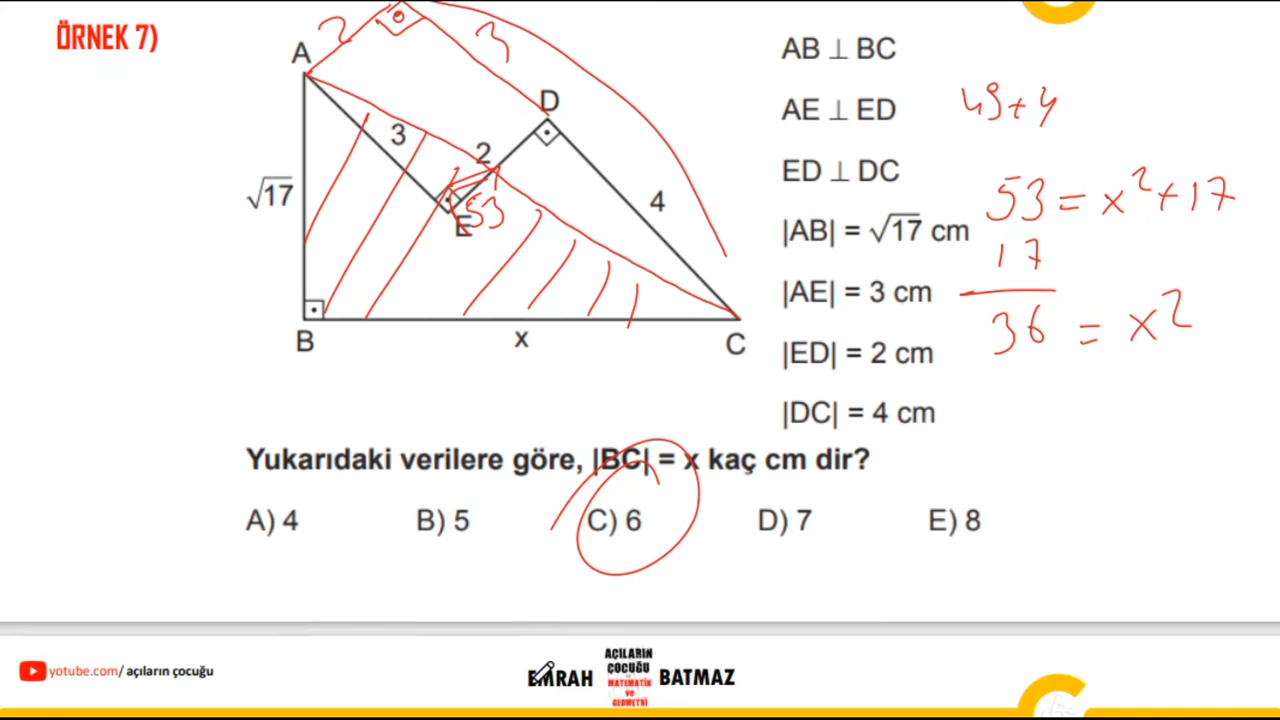 ÖRNEK 7)
2
3
A
3
2
D
√17
4
53
E
B
x
C
AB ⊥ BC
AE ⊥ ED
ED ⊥ DC
|AB| = √17 cm
|AE| = 3 cm
|ED| = 2 cm
|DC| = 4 cm
49+4
53 = x²+17
17
36 = x²
Yukarıdaki verilere göre, |BC| = x kaç cm dir?
A) 4 B) 5 C) 6 D) 7 E) 8
yotube.com/ açıların çocuğu
EMRAH
AÇILARIN
ÇOCUĞU
MATEMATİK
ve
GEOMETRİ
BATMAZ